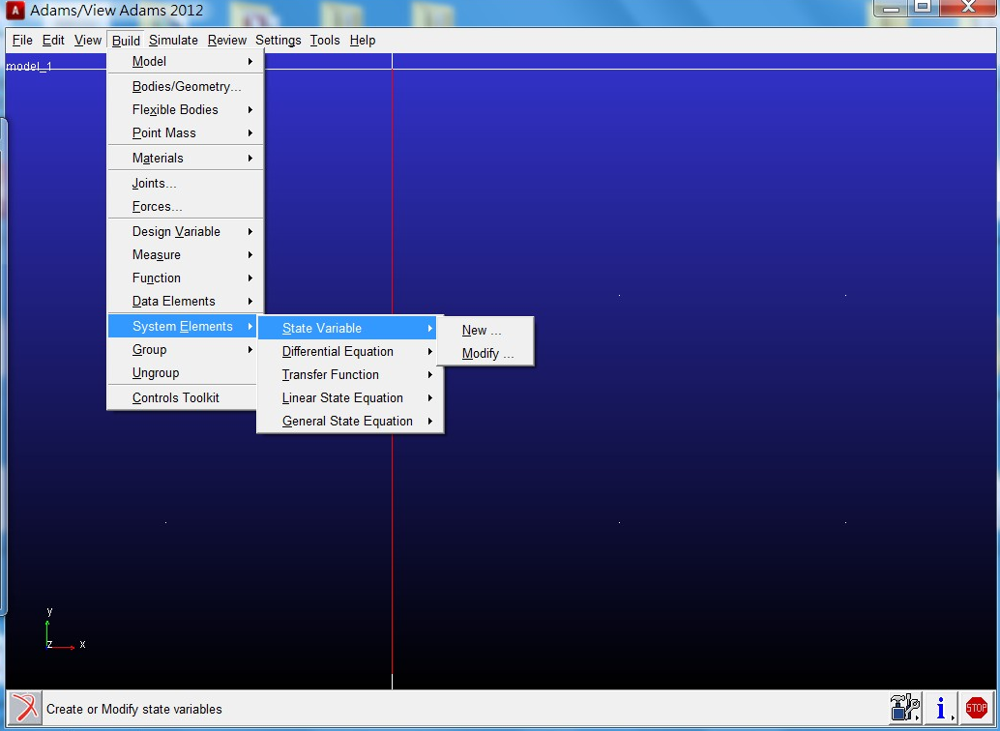 A Adams/View Adams 2012
File Edit View Build Simulate Review Settings Tools Help
model_1
Model
Bodies/Geometry...
Flexible Bodies
Point Mass
Materials
Joints...
Forces...
Design Variable
Measure
Function
Data Elements
System Elements
Group
Ungroup
Controls Toolkit
State Variable
Differential Equation
Transfer Function
Linear State Equation
General State Equation
New ...
Modify ...
y
z x
Create or Modify state variables
i
STOP